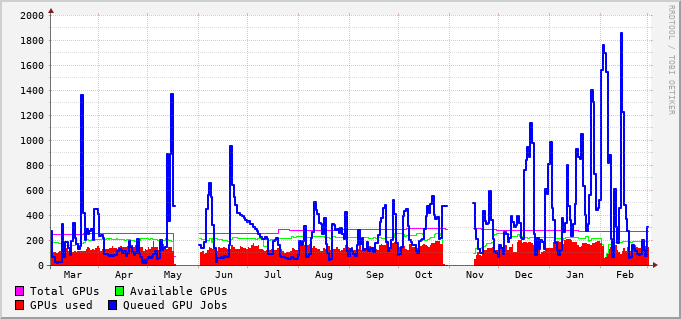 2000
1800
1600
1400
1200
1000
800
600
400
200
0
Mar Apr May Jun Jul Aug Sep Oct Nov Dec Jan Feb
Total GPUs Available GPUs
GPUs used Queued GPU Jobs
RRDTOOL / TOBI OETIKER